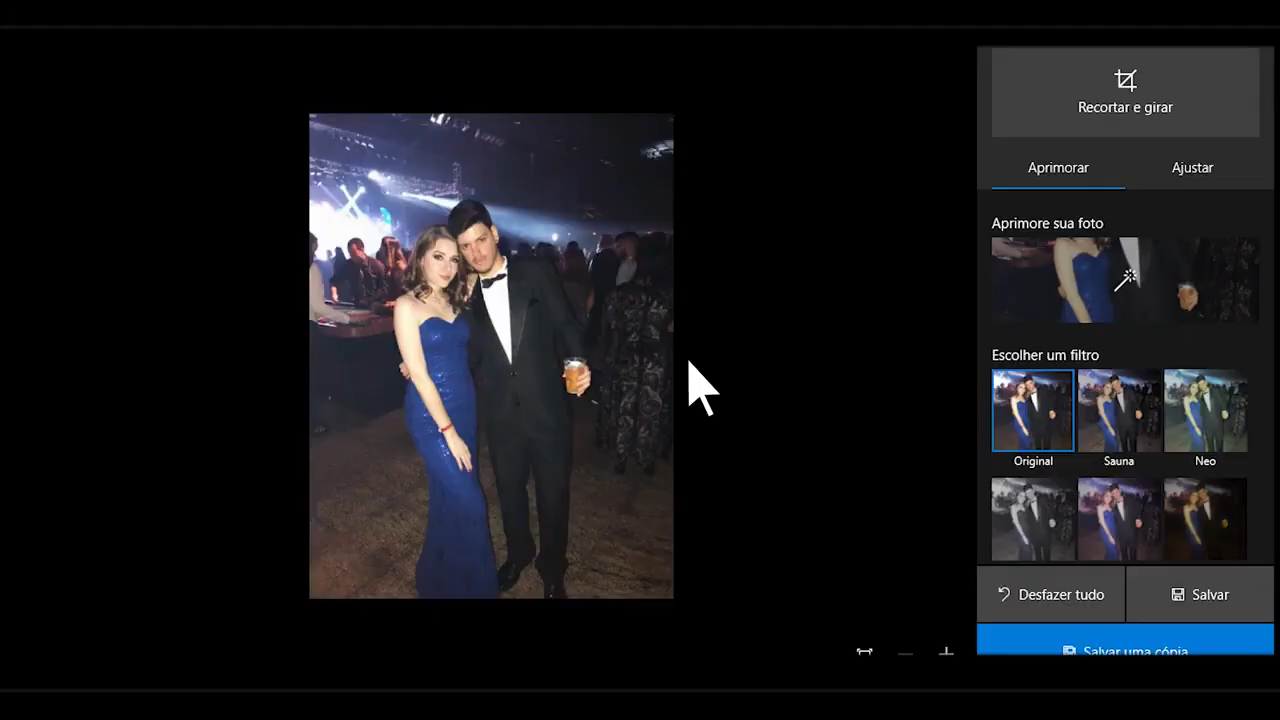 Recortar e girar
Aprimorar
Ajustar
Aprimore sua foto
Escolher um filtro
Original
Sauna
Neo
Desfazer tudo
Salvar
Salvar uma cópia